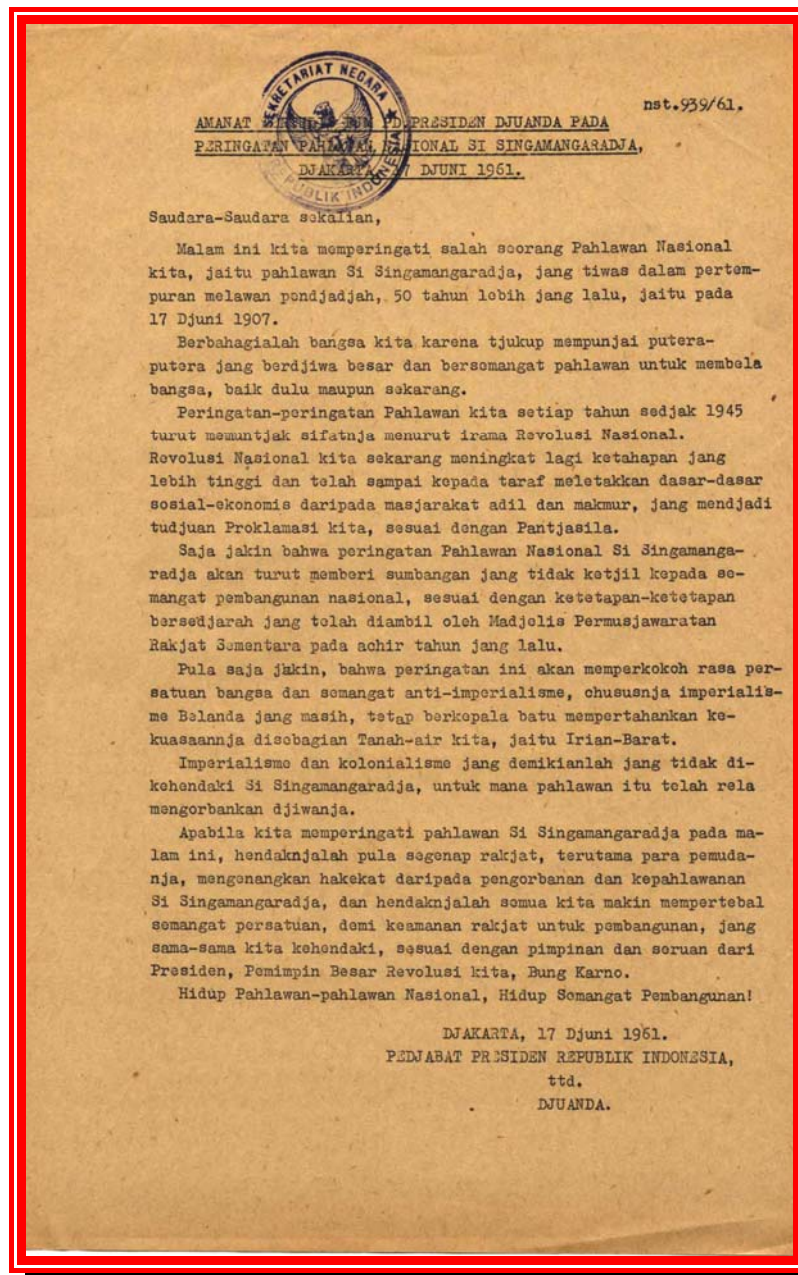 SEKRETARIAT NEGARA
REPUBLIK INDONESIA
nst.939/61.
AMANAT PD.PRESIDEN DJUANDA PADA
PERINGATAN PAHLAWAN NASIONAL SI SINGAMANGARADJA,
DJAKARTA, 17 DJUNI 1961.
Saudara-Saudara sekalian,
Malam ini kita memperingati salah seorang Pahlawan Nasional
kita, jaitu pahlawan Si Singamangaradja, jang tiwas dalam pertem-
puran melawan pendjadjah, 50 tahun lebih jang lalu, jaitu pada
17 Djuni 1907.
Berbahagialah bangsa kita karena tjukup mempunjai putera-
putera jang berdjiwa besar dan bersemangat pahlawan untuk membela
bangsa, baik dulu maupun sekarang.
Peringatan-peringatan Pahlawan kita setiap tahun sedjak 1945
turut memuntjak sifatnja menurut irama Revolusi Nasional.
Revolusi Nasional kita sekarang meningkat lagi ketahapan jang
lebih tinggi dan telah sampai kepada taraf meletakkan dasar-dasar
sosial-ekonomis daripada masjarakat adil dan makmur, jang mendjadi
tudjuan Proklamasi kita, sesuai dengan Pantjasila.
Saja jakin bahwa peringatan Pahlawan Nasional Si Singamanga-
radja akan turut memberi sumbangan jang tidak ketjil kepada se-
mangat pembangunan nasional, sesuai dengan ketetapan-ketetapan
bersedjarah jang telah diambil oleh Madjelis Permusjawaratan
Rakjat Sementara pada achir tahun jang lalu.
Pula saja jakin, bahwa peringatan ini akan memperkokoh rasa per-
satuan bangsa dan semangat anti-imperialisme, chususnja imperialis-
me Belanda jang masih, tetap berkepala batu mempertahankan ke-
kuasaannja disebagian Tanah-air kita, jaitu Irian-Barat.
Imperialisme dan kolonialisme jang demikianlah jang tidak di-
kehendaki Si Singamangaradja, untuk mana pahlawan itu telah rela
mengorbankan djiwanja.
Apabila kita memperingati pahlawan Si Singamangaradja pada ma-
lam ini, hendaknjalah pula segenap rakjat, terutama para pemuda-
nja, mengenangkan hakekat daripada pengorbanan dan kepahlawanan
Si Singamangaradja, dan hendaknjalah semua kita makin mempertebal
semangat persatuan, demi keamanan rakjat untuk pembangunan, jang
sama-sama kita kehendaki, sesuai dengan pimpinan dan seruan dari
Presiden, Pemimpin Besar Revolusi kita, Bung Karno.
Hidup Pahlawan-pahlawan Nasional, Hidup Semangat Pembangunan!
DJAKARTA, 17 Djuni 1961.
PEDJABAT PRESIDEN REPUBLIK INDONESIA,
ttd.
DJUANDA.